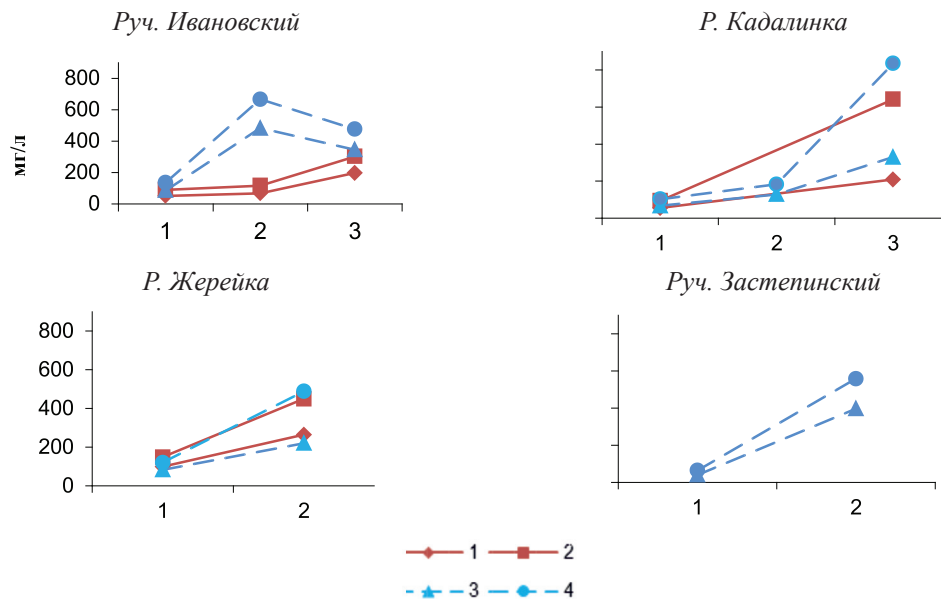 Руч. Ивановский
мг/л
800
600
400
200
0
1 2 3
Р. Кадалинка
1 2 3
Р. Жерейка
800
600
400
200
0
1 2
Руч. Застепинский
1 2
1 2
3 4